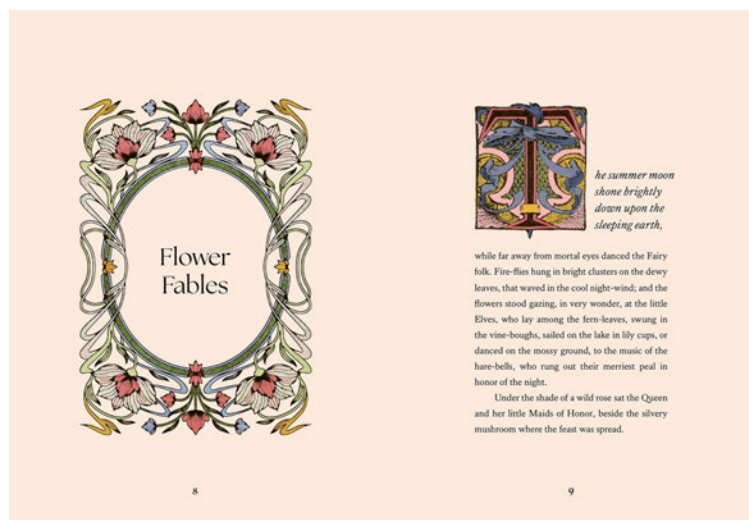 Flower
Fables
8
The summer moon
shone brightly
down upon the
sleeping earth,
while far away from mortal eyes danced the Fairy
folk. Fire-flies hung in bright clusters on the dewy
leaves, that waved in the cool night-wind; and the
flowers stood gazing, in very wonder, at the little
Elves, who lay among the fern-leaves, swung in
the vine-boughs, sailed on the lake in lily cups, or
danced on the mossy ground, to the music of the
hare-bells, who rung out their merriest peal in
honor of the night.
Under the shade of a wild rose sat the Queen
and her little Maids of Honor, beside the silvery
mushroom where the feast was spread.
9